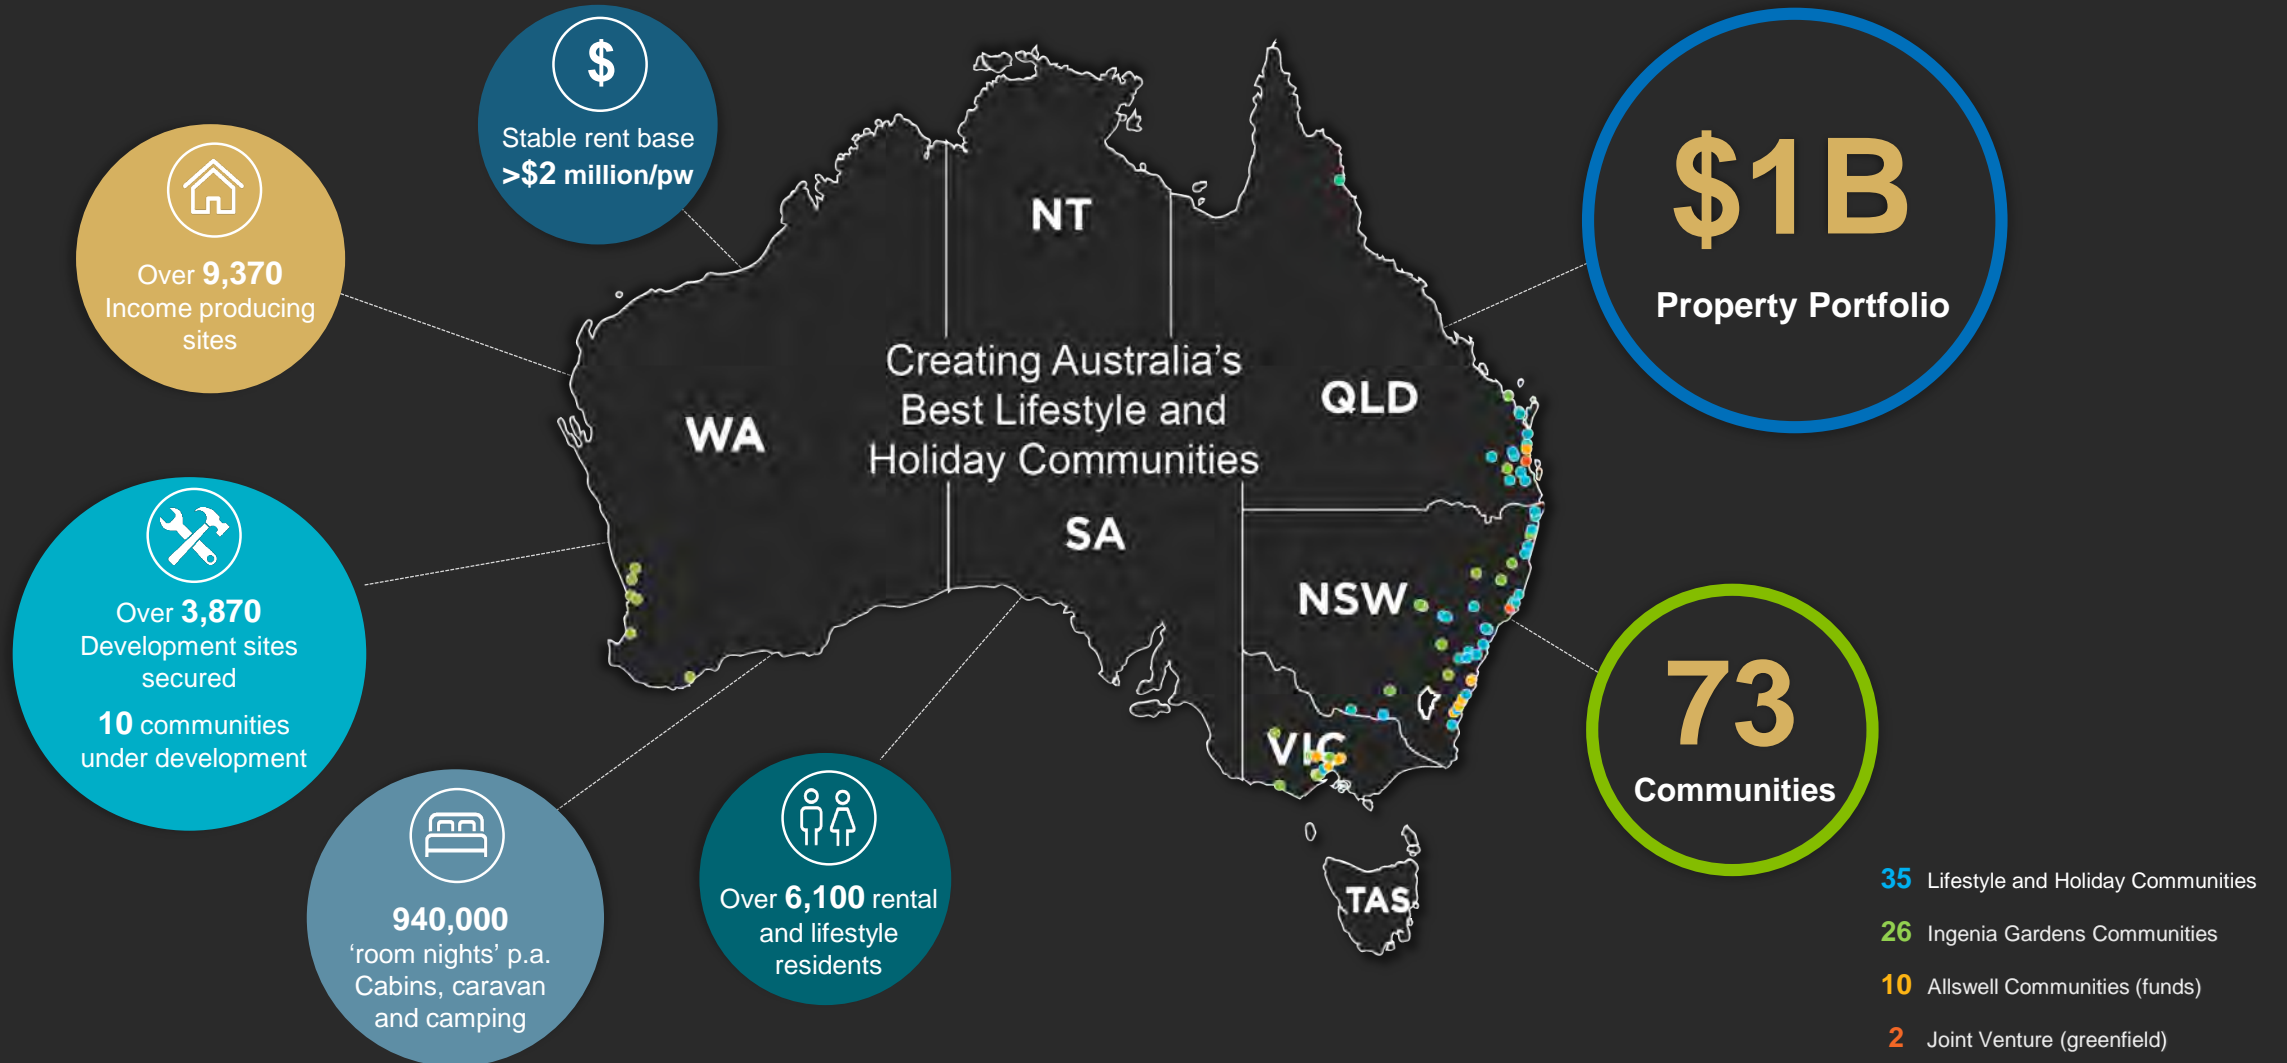 $
Stable rent base
>$2 million/pw
Over 9,370
Income producing
sites
Over 3,870
Development sites
secured
10 communities
under development
940,000
‘room nights’ p.a.
Cabins, caravan
and camping
Over 6,100 rental
and lifestyle
residents
NT
Creating Australia’s
Best Lifestyle and
Holiday Communities
WA
QLD
SA
NSW
VIC
TAS
$1B
Property Portfolio
73
Communities
35 Lifestyle and Holiday Communities
26 Ingenia Gardens Communities
10 Allswell Communities (funds)
2 Joint Venture (greenfield)